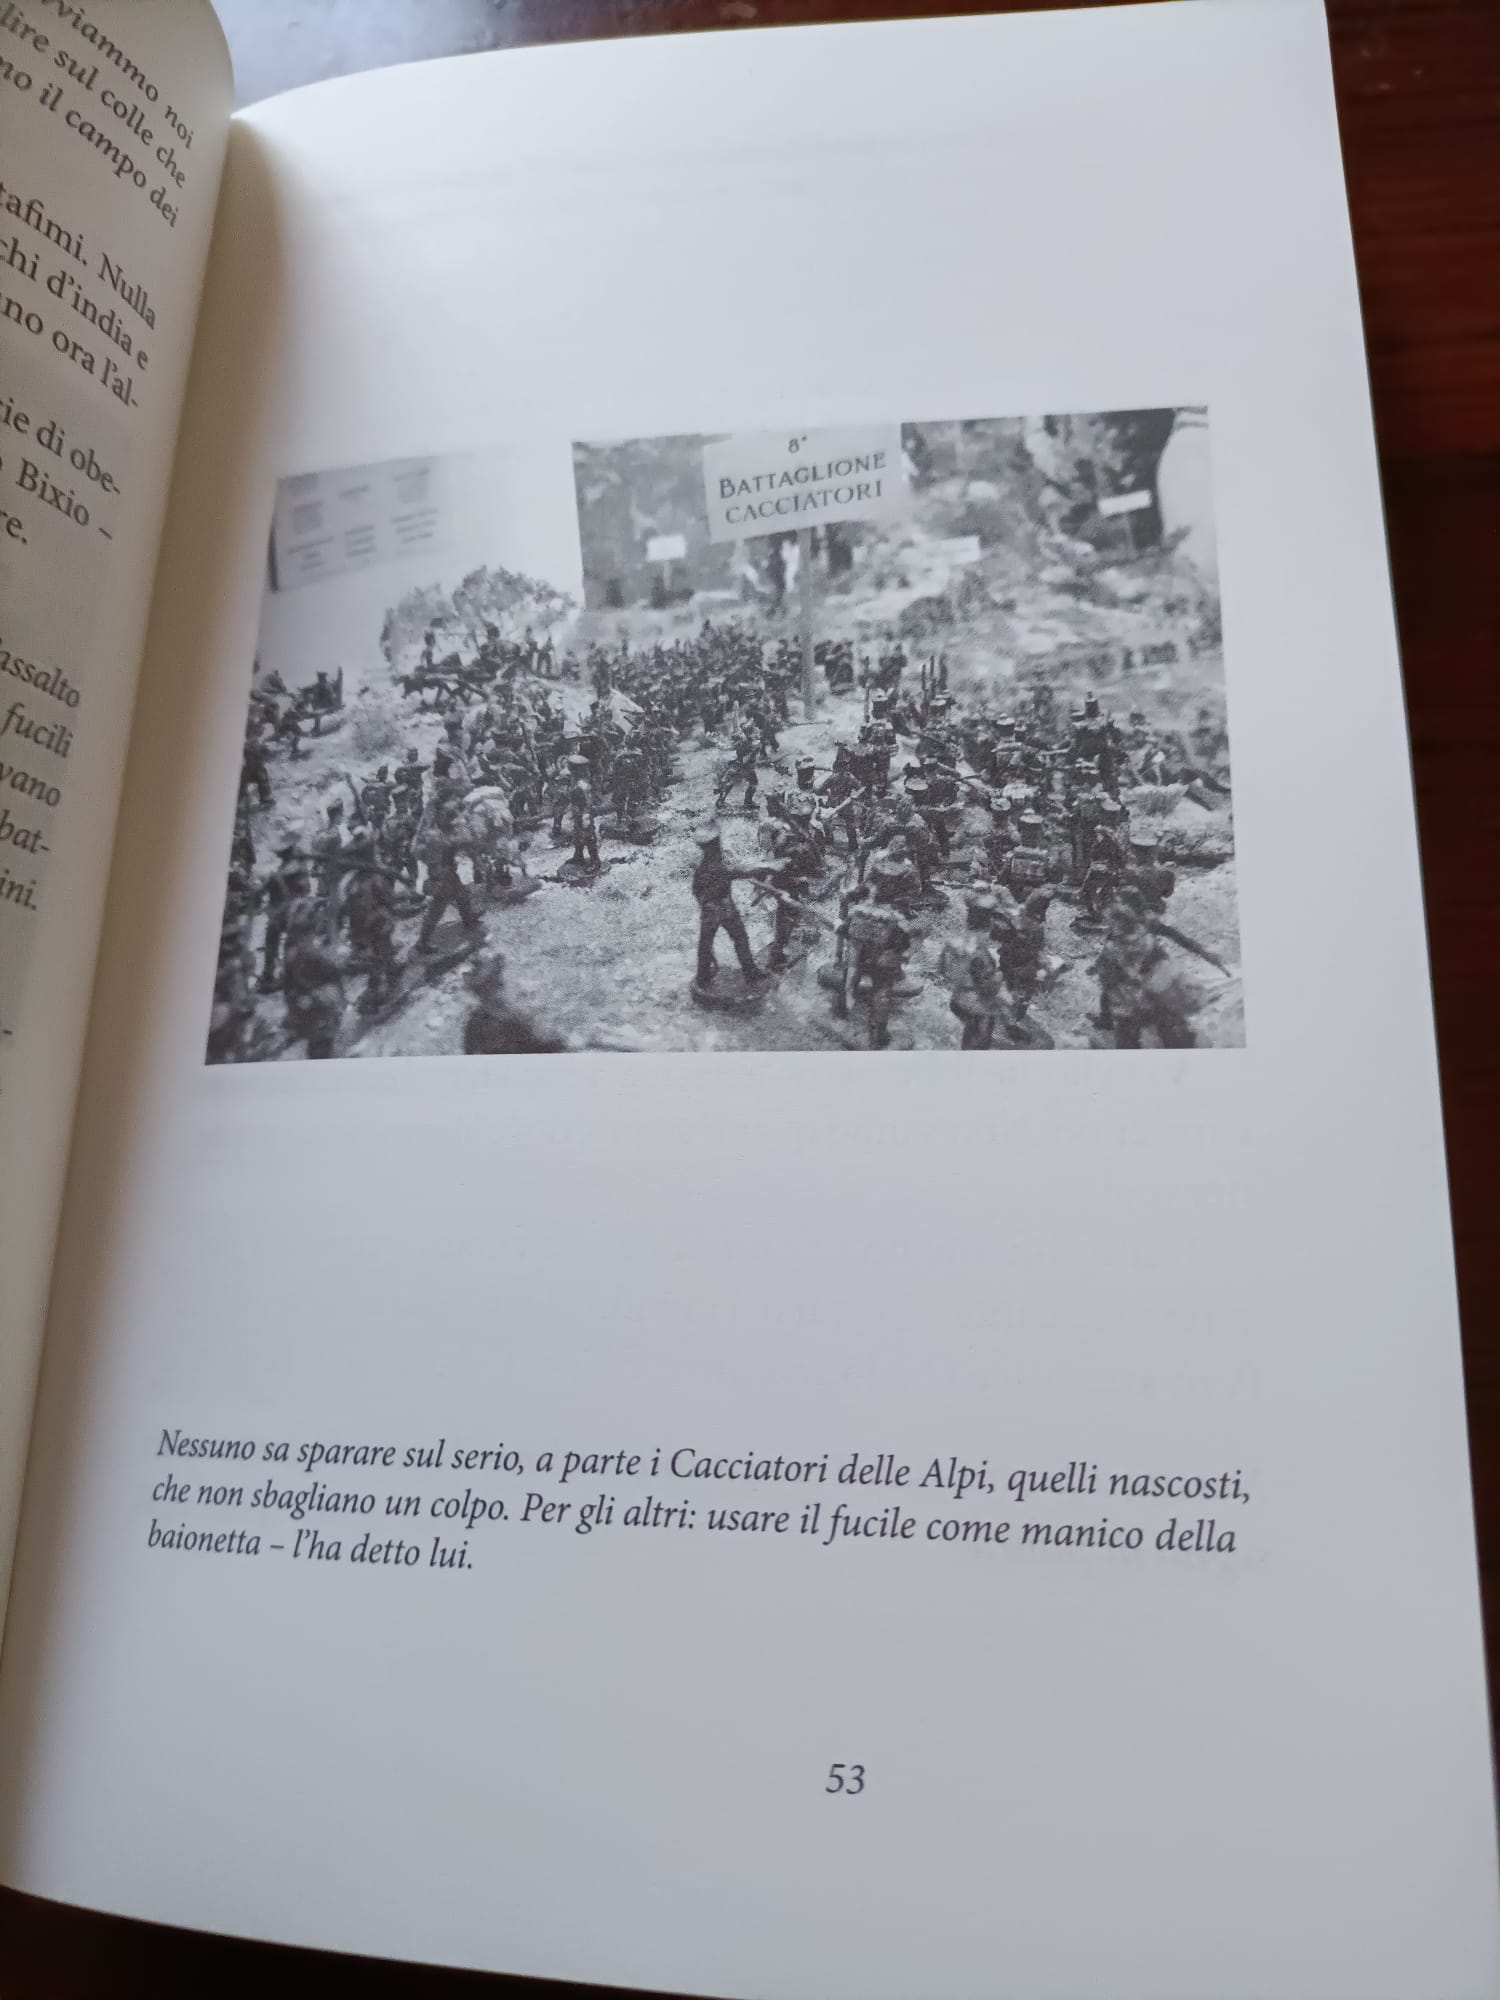 rviammo noi
lire sul colle che
no il campo dei
tafimi. Nulla
chi d'india e
no ora l'al-
rie di obe-
Bixio –
re.
assalto
fucili
vano
bat-
ini.
8°
BATTAGLIONE
CACCIATORI
Nessuno sa sparare sul serio, a parte i Cacciatori delle Alpi, quelli nascosti,
che non sbagliano un colpo. Per gli altri: usare il fucile come manico della
baionetta – l'ha detto lui.
53